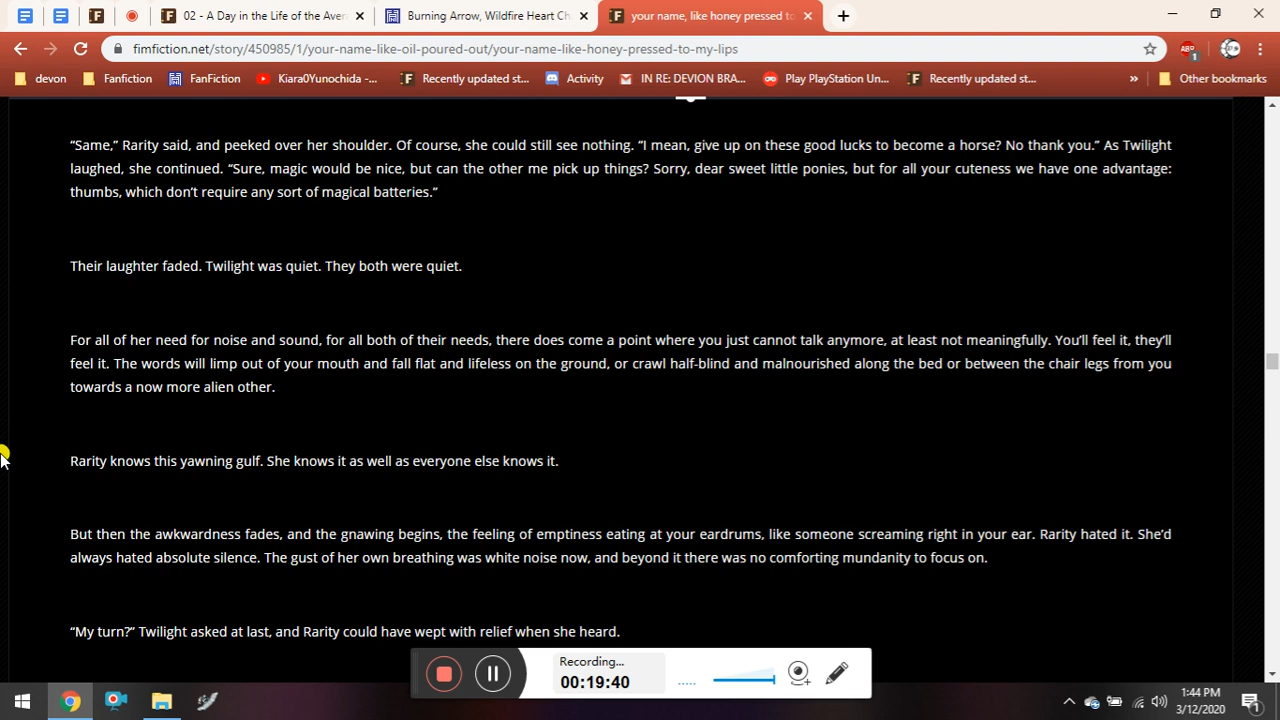 02 - A Day in the Life of the Aven
Burning Arrow, Wildfire Heart Ch
your name, like honey pressed to
fimfiction.net/story/450985/1/your-name-like-oil-poured-out/your-name-like-honey-pressed-to-my-lips
ABP
1
devon
Fanfiction
FanFiction
Kiara0Yunochida -...
Recently updated st...
Activity
IN RE: DEVION BRA...
Play PlayStation Un...
Recently updated st...
»
Other bookmarks
“Same,” Rarity said, and peeked over her shoulder. Of course, she could still see nothing. “I mean, give up on these good lucks to become a horse? No thank you.” As Twilight
laughed, she continued. “Sure, magic would be nice, but can the other me pick up things? Sorry, dear sweet little ponies, but for all your cuteness we have one advantage:
thumbs, which don’t require any sort of magical batteries.”
Their laughter faded. Twilight was quiet. They both were quiet.
For all of her need for noise and sound, for all both of their needs, there does come a point where you just cannot talk anymore, at least not meaningfully. You’ll feel it, they’ll
feel it. The words will limp out of your mouth and fall flat and lifeless on the ground, or crawl half-blind and malnourished along the bed or between the chair legs from you
towards a now more alien other.
Rarity knows this yawning gulf. She knows it as well as everyone else knows it.
But then the awkwardness fades, and the gnawing begins, the feeling of emptiness eating at your eardrums, like someone screaming right in your ear. Rarity hated it. She’d
always hated absolute silence. The gust of her own breathing was white noise now, and beyond it there was no comforting mundanity to focus on.
“My turn?” Twilight asked at last, and Rarity could have wept with relief when she heard.
Recording...
00:19:40
1:44 PM
3/12/2020
1